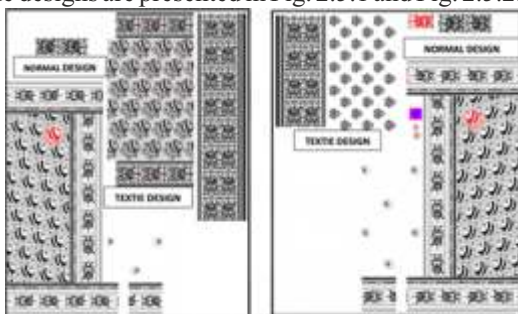 e designs are presented in Fig. 2.3.1 and Fig. 2.3.2.
NORMAL DESIGN
TEXTIE DESIGN
NORMAL DESIGN
TEXTIE DESIGN